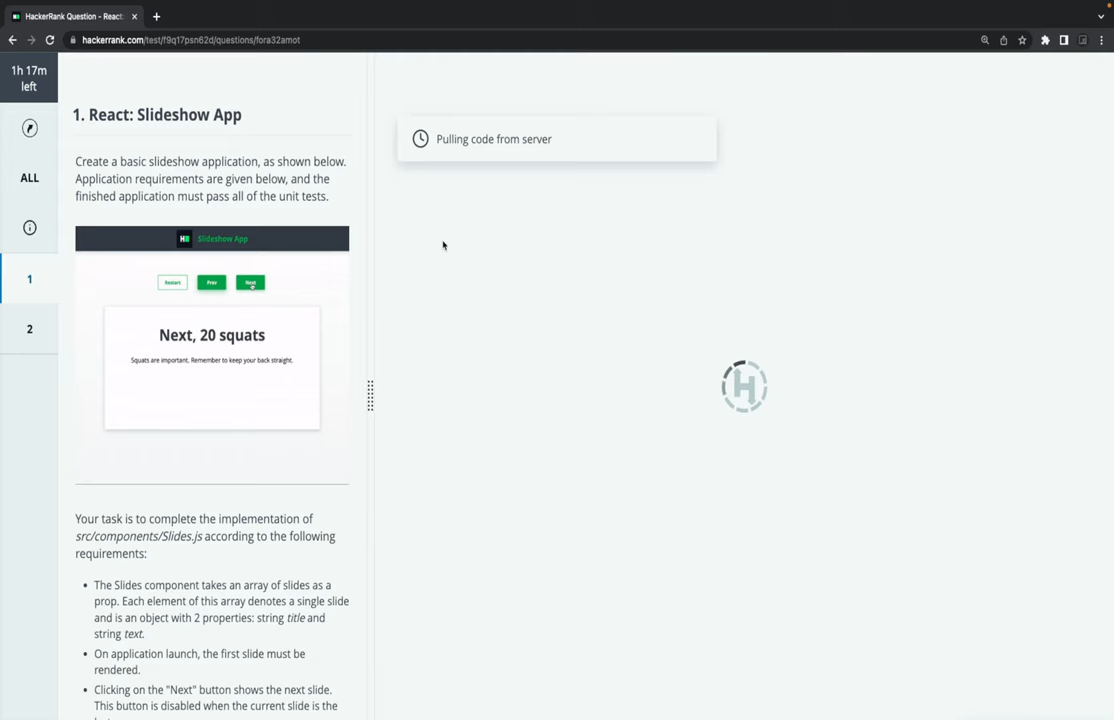 HackerRank Question - React:
hackerrank.com/test/f9q17psn62d/questions/fora32amot
1h 17m
left
ALL
1
2
1. React: Slideshow App
Create a basic slideshow application, as shown below.
Application requirements are given below, and the
finished application must pass all of the unit tests.
Slideshow App
Restart
Prev
Next
Next, 20 squats
Squats are important. Remember to keep your back straight.
Your task is to complete the implementation of
src/components/Slides.js according to the following
requirements:
• The Slides component takes an array of slides as a
prop. Each element of this array denotes a single slide
and is an object with 2 properties: string title and
string text.
• On application launch, the first slide must be
rendered.
• Clicking on the "Next" button shows the next slide.
This button is disabled when the current slide is the
Pulling code from server